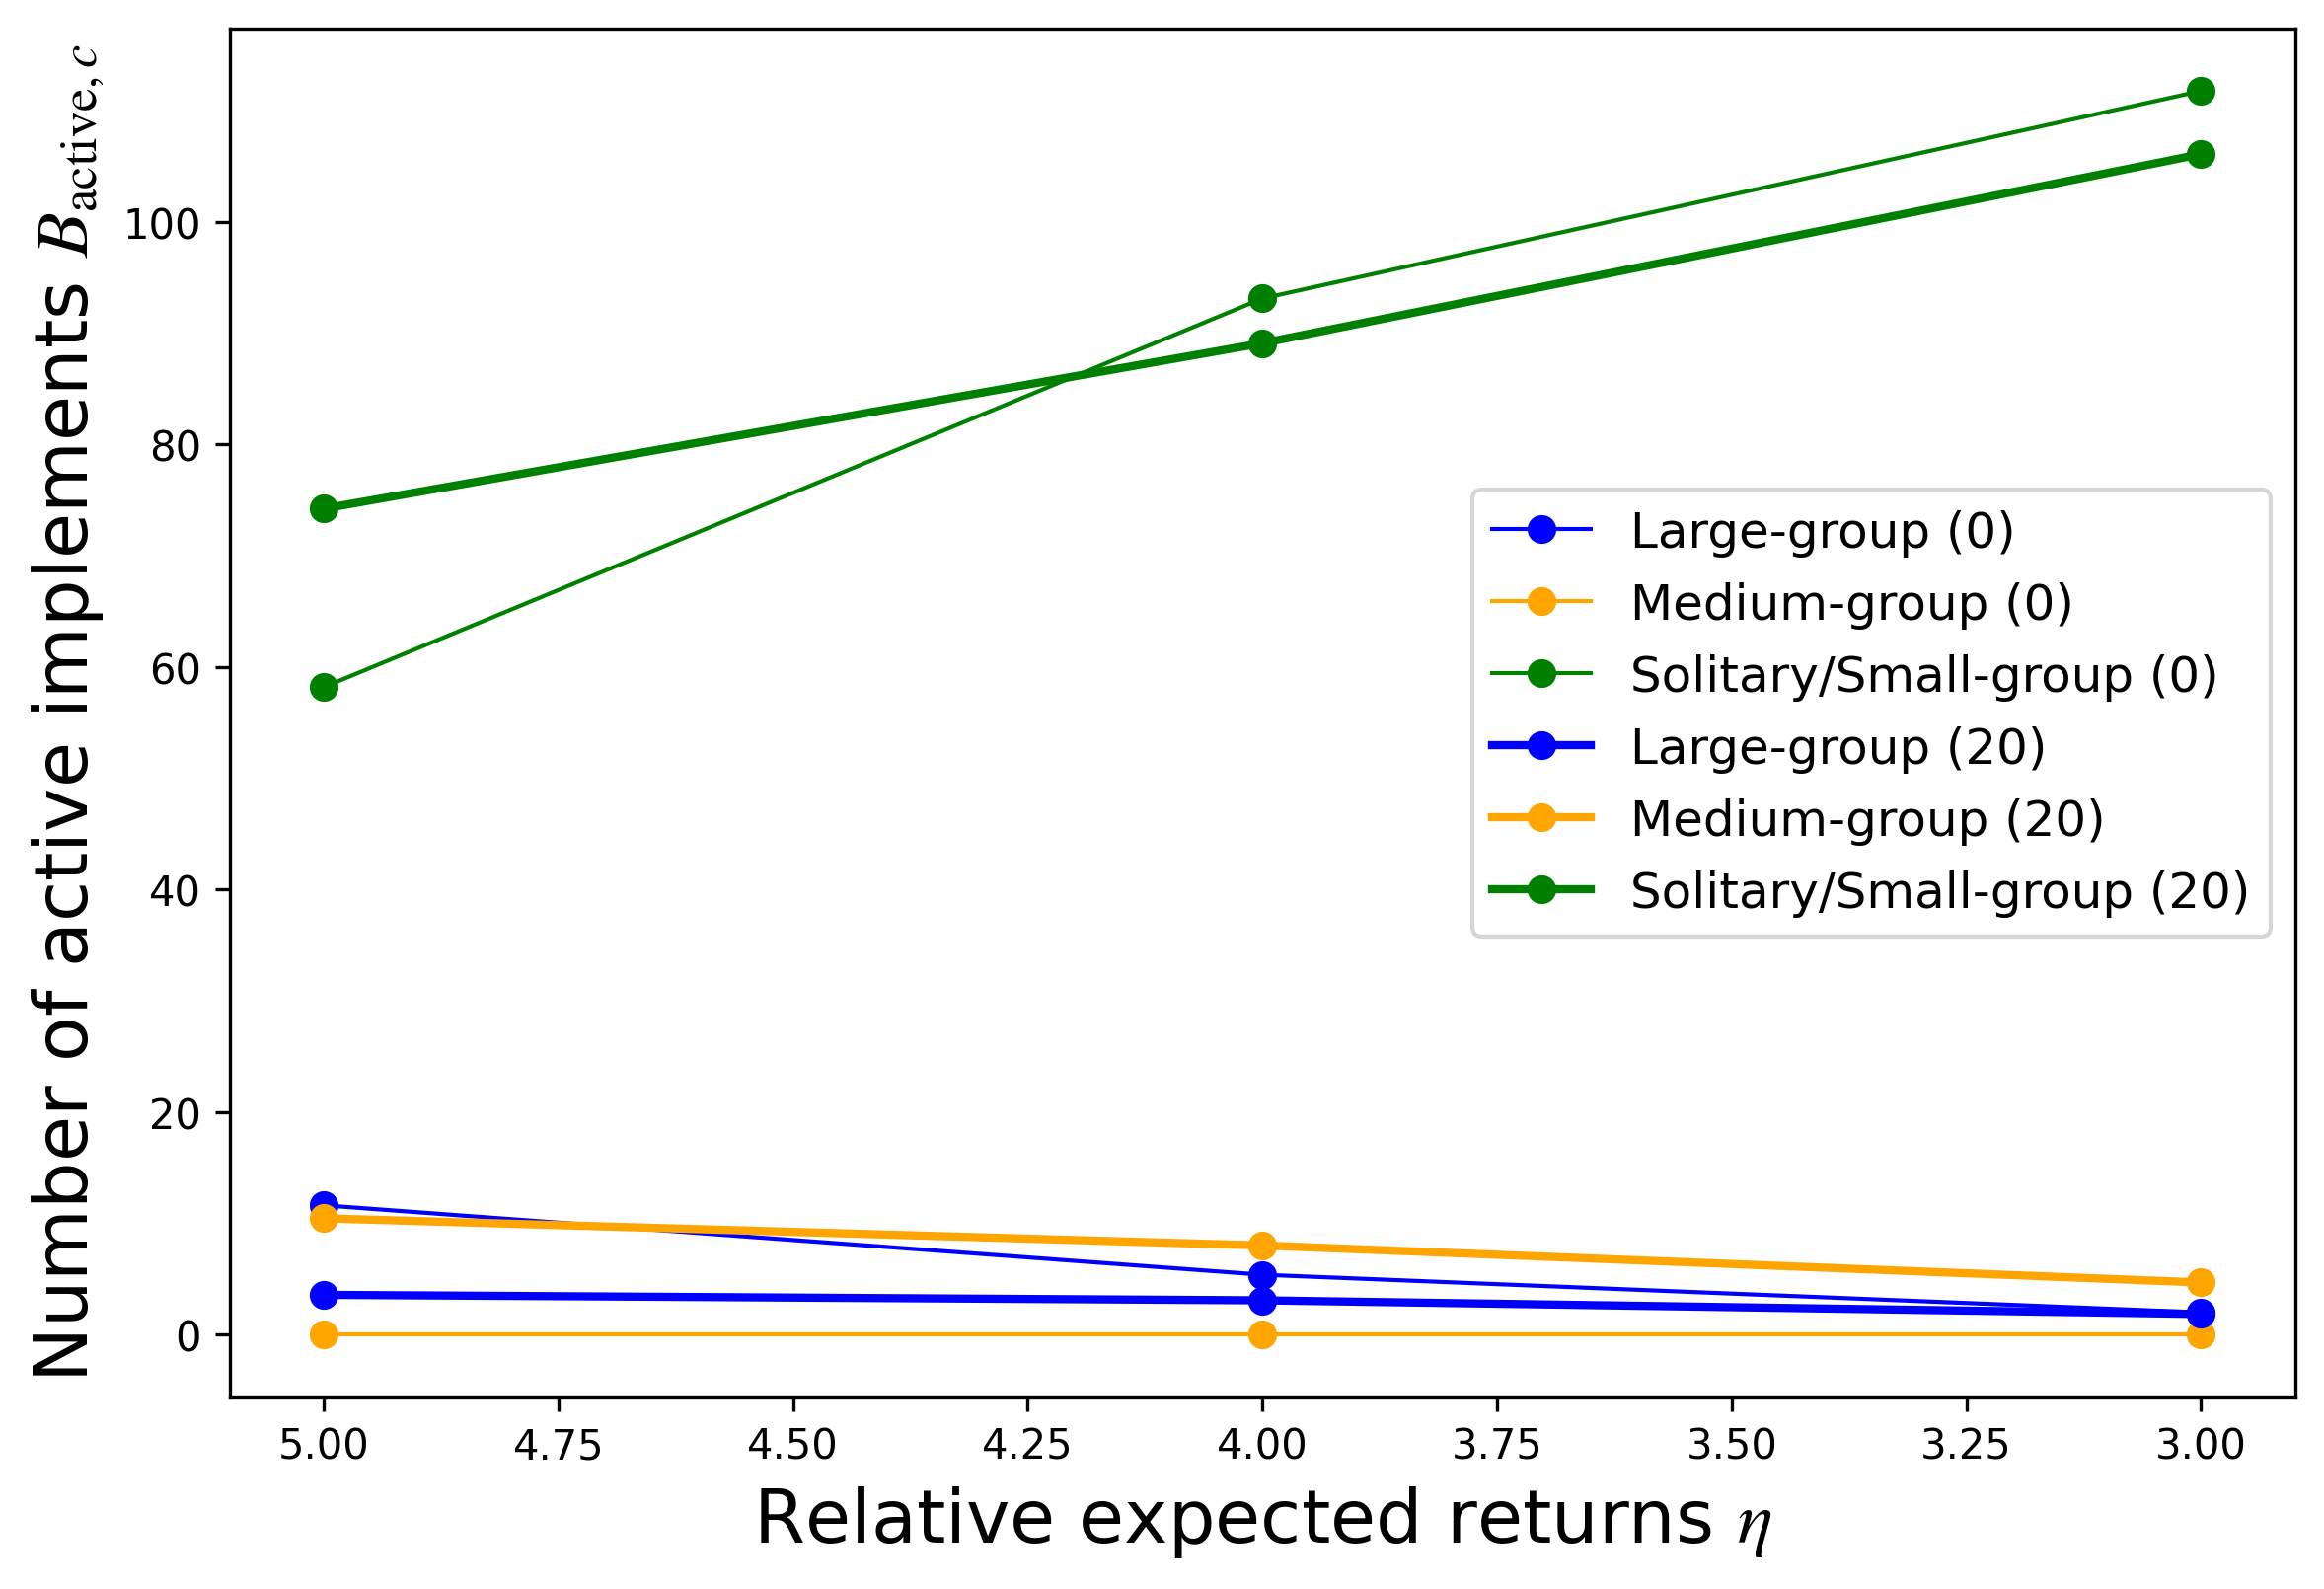 Number of active implements B_active, c
100
80
60
40
20
0
Large-group (0)
Medium-group (0)
Solitary/Small-group (0)
Large-group (20)
Medium-group (20)
Solitary/Small-group (20)
5.00 4.75 4.50 4.25 4.00 3.75 3.50 3.25 3.00
Relative expected returns η